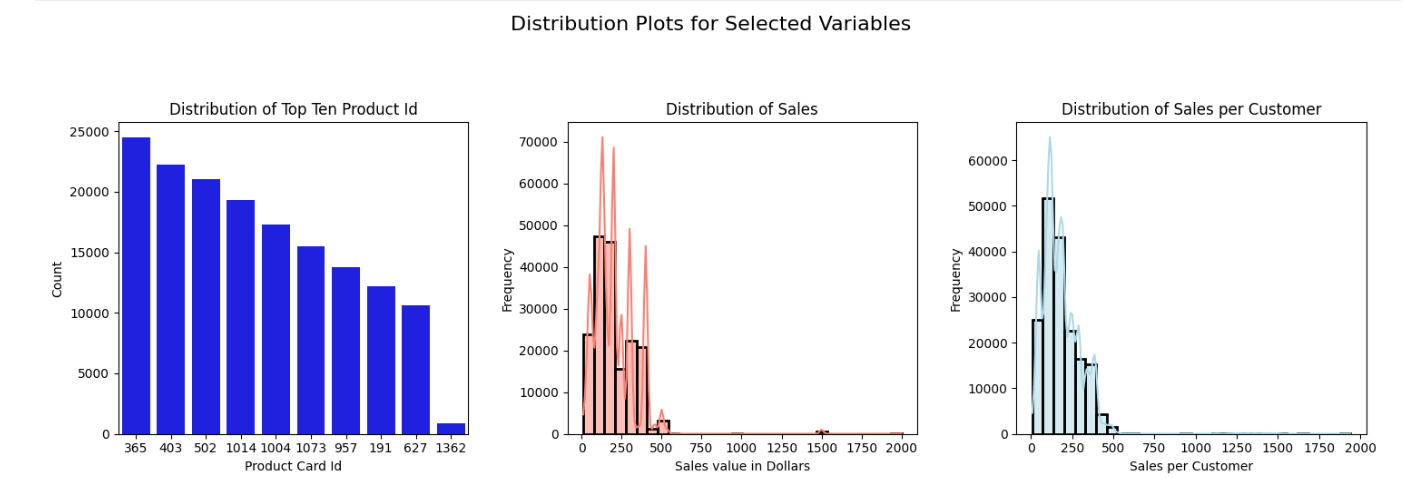 Distribution Plots for Selected Variables
Distribution of Top Ten Product Id
25000
20000
15000
10000
5000
0
Count
365 403 502 1014 1004 1073 957 191 627 1362
Product Card Id
Distribution of Sales
70000
60000
50000
40000
30000
20000
10000
0
Frequency
0 250 500 750 1000 1250 1500 1750 2000
Sales value in Dollars
Distribution of Sales per Customer
60000
50000
40000
30000
20000
10000
0
Frequency
0 250 500 750 1000 1250 1500 1750 2000
Sales per Customer